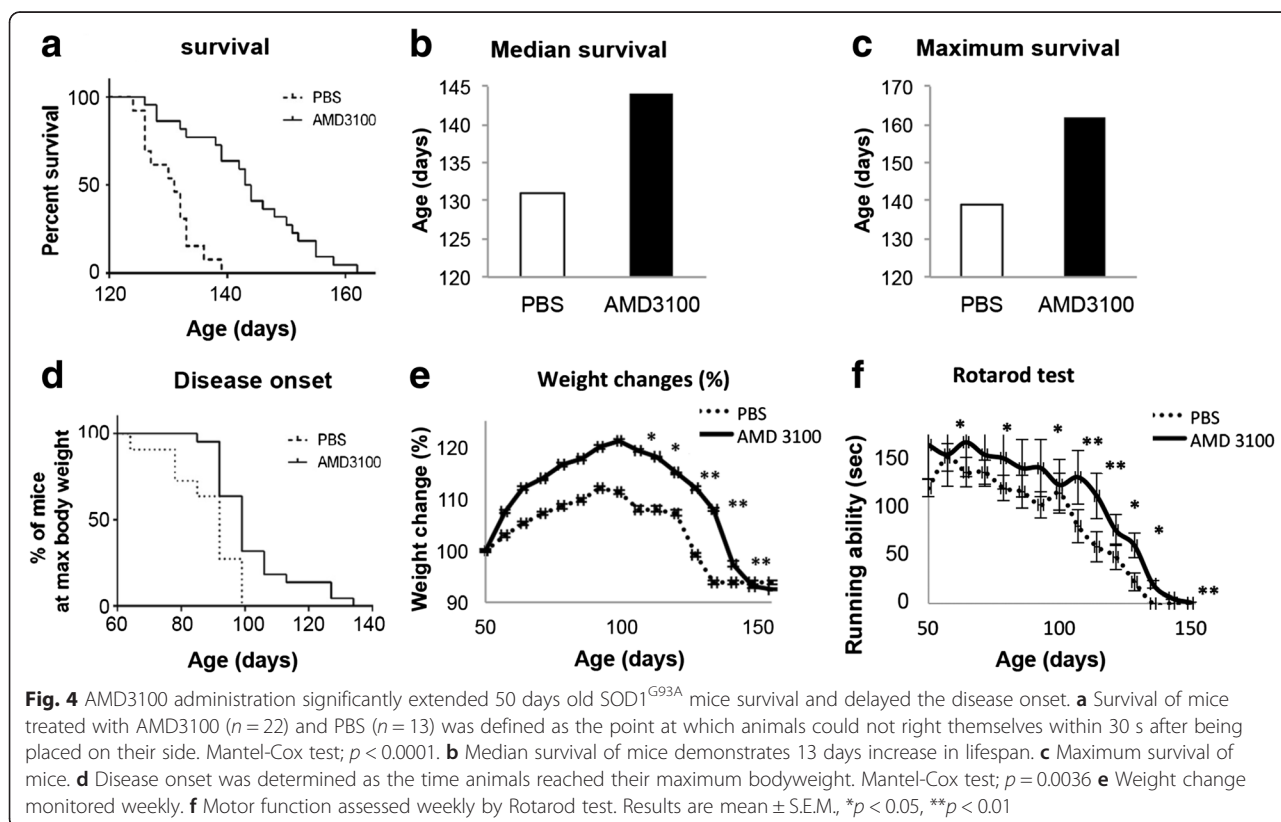 a
survival
100
50
0
Percent survival
PBS
AMD3100
120
140
160
Age (days)
b
Median survival
145
140
135
130
125
120
Age (days)
PBS
AMD3100
c
Maximum survival
170
160
150
140
130
120
Age (days)
PBS
AMD3100
d
Disease onset
100
50
0
% of mice
at max body weight
PBS
AMD3100
60
80
100
120
140
Age (days)
e
Weight changes (%)
120
110
100
90
Weight change (%)
PBS
AMD 3100
* * ** ** **
50
100
150
Age (days)
f
Rotarod test
150
100
50
0
Running ability (sec)
PBS
AMD 3100
* * * ** ** * * **
50
100
150
Age (days)
Fig. 4 AMD3100 administration significantly extended 50 days old SOD1G93A mice survival and delayed the disease onset. a Survival of mice
treated with AMD3100 (n = 22) and PBS (n = 13) was defined as the point at which animals could not right themselves within 30 s after being
placed on their side. Mantel-Cox test; p < 0.0001. b Median survival of mice demonstrates 13 days increase in lifespan. c Maximum survival of
mice. d Disease onset was determined as the time animals reached their maximum bodyweight. Mantel-Cox test; p = 0.0036 e Weight change
monitored weekly. f Motor function assessed weekly by Rotarod test. Results are mean ± S.E.M., *p < 0.05, **p < 0.01